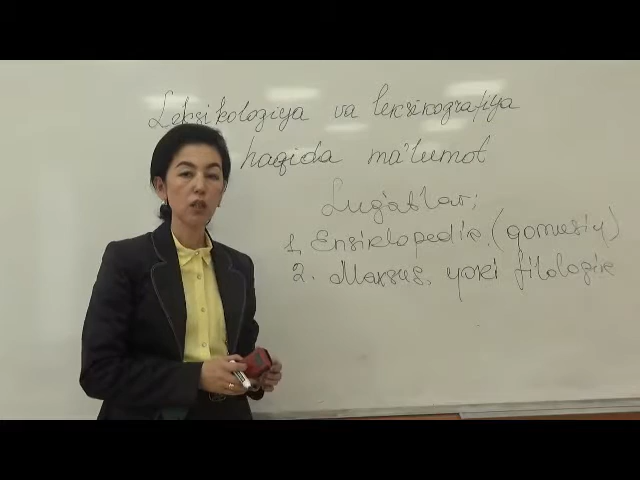 Leksikologiya va leksikografiya
haqida ma'lumot
Lug'atlar:
1. Ensiklopedik (qomusiy)
2. Maxsus yoki filologik